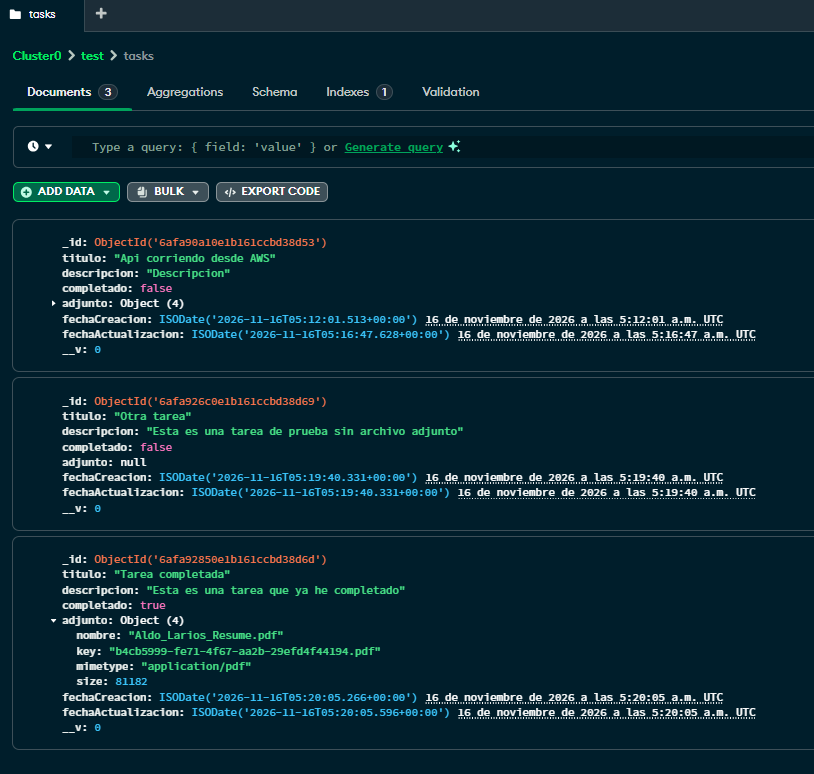 tasks
Cluster0 > test > tasks
Documents 3 Aggregations Schema Indexes 1 Validation
Type a query: { field: 'value' } or Generate query
ADD DATA BULK EXPORT CODE
_id: ObjectId('6afa90a10e1b161ccbd38d53')
titulo: "Api corriendo desde AWS"
descripcion: "Descripcion"
completado: false
adjunto: Object (4)
fechaCreacion: ISODate('2026-11-16T05:12:01.513+00:00') 16 de noviembre de 2026 a las 5:12:01 a.m. UTC
fechaActualizacion: ISODate('2026-11-16T05:16:47.628+00:00') 16 de noviembre de 2026 a las 5:16:47 a.m. UTC
__v: 0
_id: ObjectId('6afa926c0e1b161ccbd38d69')
titulo: "Otra tarea"
descripcion: "Esta es una tarea de prueba sin archivo adjunto"
completado: false
adjunto: null
fechaCreacion: ISODate('2026-11-16T05:19:40.331+00:00') 16 de noviembre de 2026 a las 5:19:40 a.m. UTC
fechaActualizacion: ISODate('2026-11-16T05:19:40.331+00:00') 16 de noviembre de 2026 a las 5:19:40 a.m. UTC
__v: 0
_id: ObjectId('6afa92850e1b161ccbd38d6d')
titulo: "Tarea completada"
descripcion: "Esta es una tarea que ya he completado"
completado: true
adjunto: Object (4)
nombre: "Aldo_Larios_Resume.pdf"
key: "b4cb5999-fe71-4f67-aa2b-29efd4f44194.pdf"
mimetype: "application/pdf"
size: 81182
fechaCreacion: ISODate('2026-11-16T05:20:05.266+00:00') 16 de noviembre de 2026 a las 5:20:05 a.m. UTC
fechaActualizacion: ISODate('2026-11-16T05:20:05.596+00:00') 16 de noviembre de 2026 a las 5:20:05 a.m. UTC
__v: 0